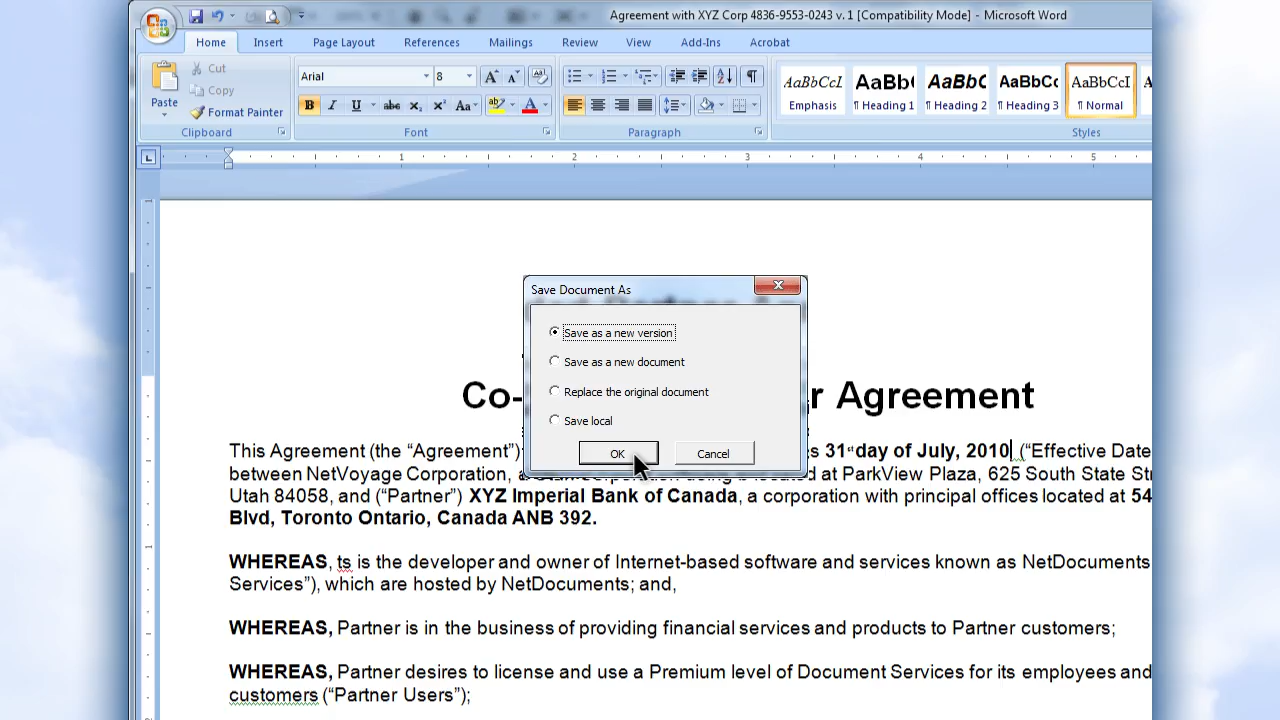 Agreement with XYZ Corp 4836-9553-0243 v.1 [Compatibility Mode] - Microsoft Word
Home Insert Page Layout References Mailings Review View Add-Ins Acrobat
Paste
Cut
Copy
Format Painter
Clipboard
Arial 8
Font
Paragraph
AaBbCcI AaBb( AaBbC AaBbCc AaBbCcI A
Emphasis ¶ Heading 1 ¶ Heading 2 ¶ Heading 3 ¶ Normal
Styles
1 2 3 4 5
Save Document As
Save as a new version
Save as a new document
Replace the original document
Save local
OK Cancel
Co- r Agreement
This Agreement (the “Agreement”) s 31st day of July, 2010 (“Effective Date
between NetVoyage Corporation, a located at ParkView Plaza, 625 South State St
Utah 84058, and (“Partner”) XYZ Imperial Bank of Canada, a corporation with principal offices located at 54
Blvd, Toronto Ontario, Canada ANB 392.
WHEREAS, ts is the developer and owner of Internet-based software and services known as NetDocuments
Services”), which are hosted by NetDocuments; and,
WHEREAS, Partner is in the business of providing financial services and products to Partner customers;
WHEREAS, Partner desires to license and use a Premium level of Document Services for its employees and
customers (“Partner Users”);